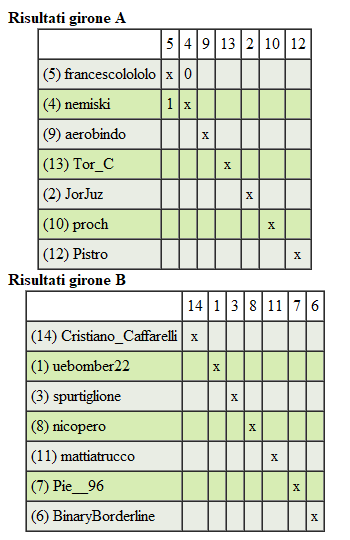 Risultati girone A
5 4 9 13 2 10 12
(5) francescolololo x 0
(4) nemiski 1 x
(9) aerobindo x
(13) Tor_C x
(2) JorJuz x
(10) proch x
(12) Pistro x
Risultati girone B
14 1 3 8 11 7 6
(14) Cristiano_Caffarelli x
(1) uebomber22 x
(3) spurtiglione x
(8) nicopero x
(11) mattiatrucco x
(7) Pie__96 x
(6) BinaryBorderline x